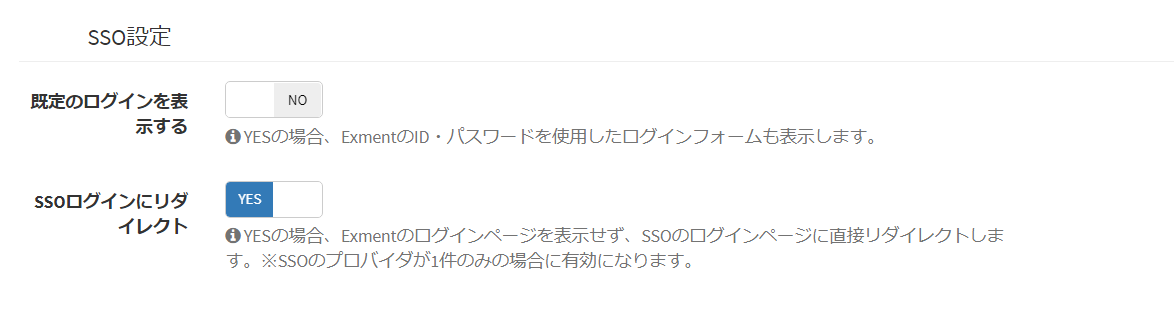 SSO設定
既定のログインを表
示する
NO
YESの場合、ExmentのID・パスワードを使用したログインフォームも表示します。
SSOログインにリダ
イレクト
YES
YESの場合、Exmentのログインページを表示せず、SSOのログインページに直接リダイレクトしま
す。※SSOのプロバイダが1件のみの場合に有効になります。